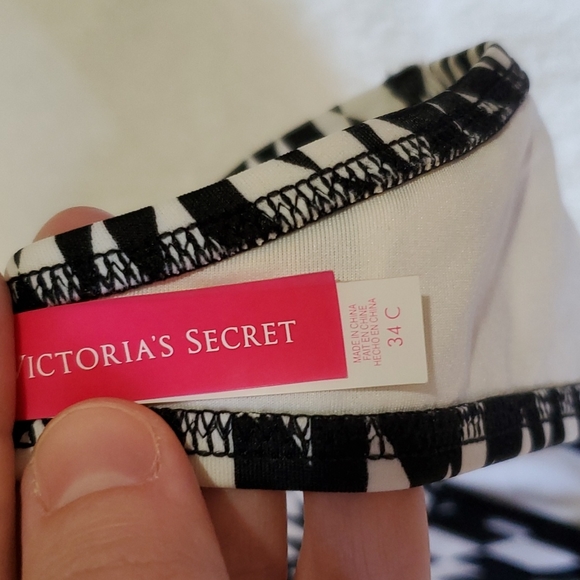 VICTORIA'S SECRET
MADE IN CHINA
FAIT EN CHINE
HECHO EN CHINA
34 C